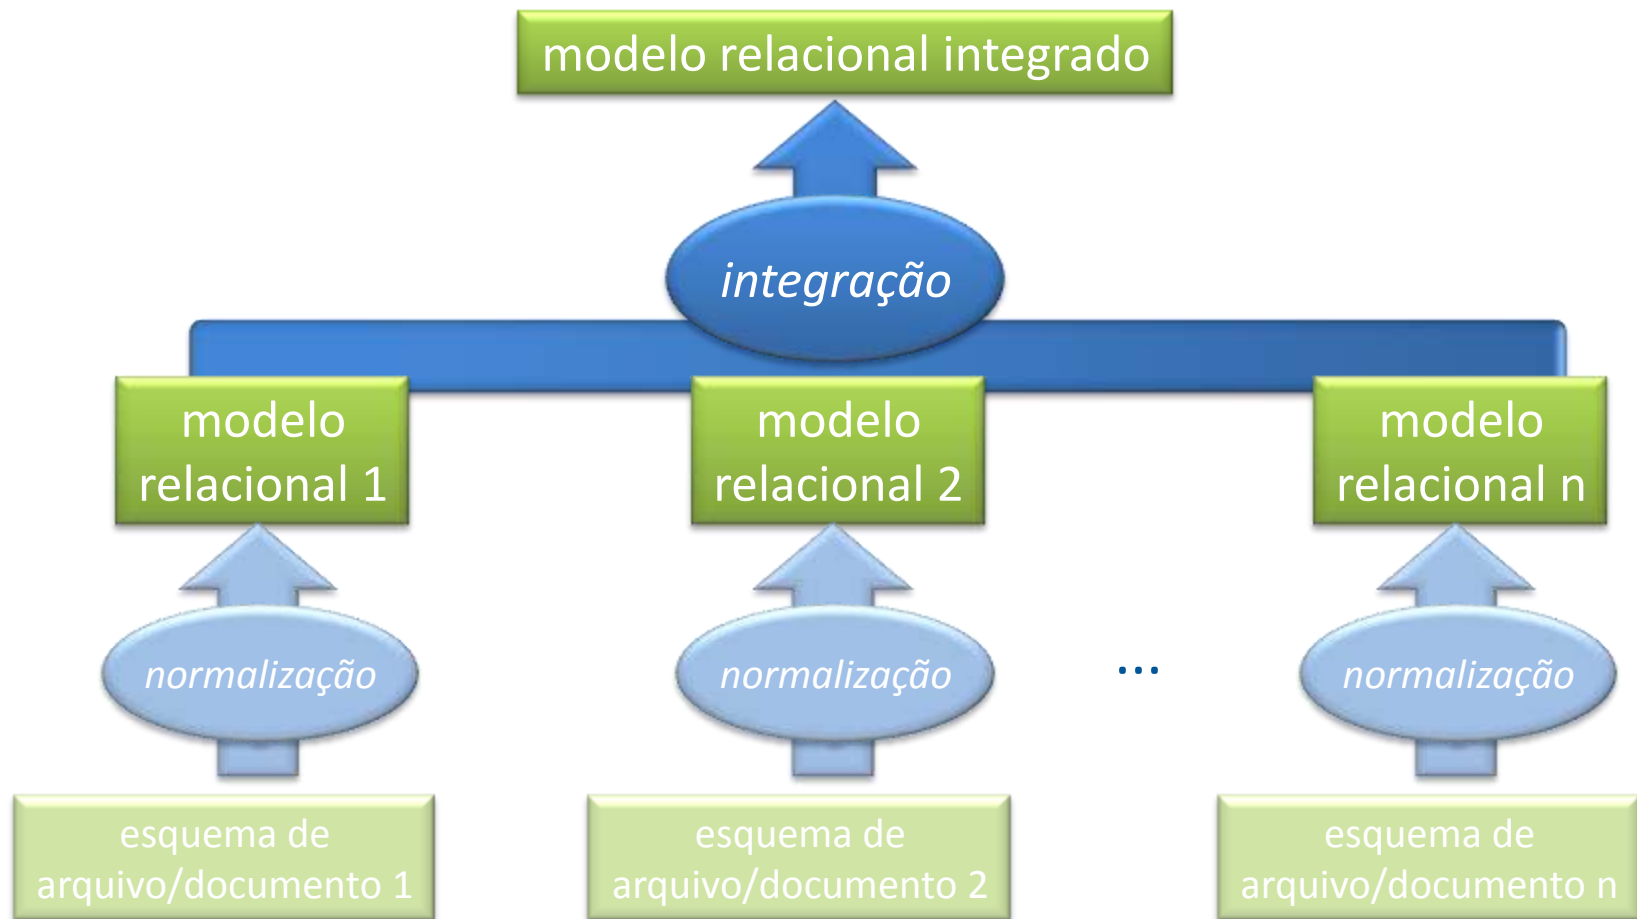 modelo relacional integrado
integração
modelo
relacional 1
modelo
relacional 2
modelo
relacional n
normalização
normalização
...
normalização
esquema de
arquivo/documento 1
esquema de
arquivo/documento 2
esquema de
arquivo/documento n